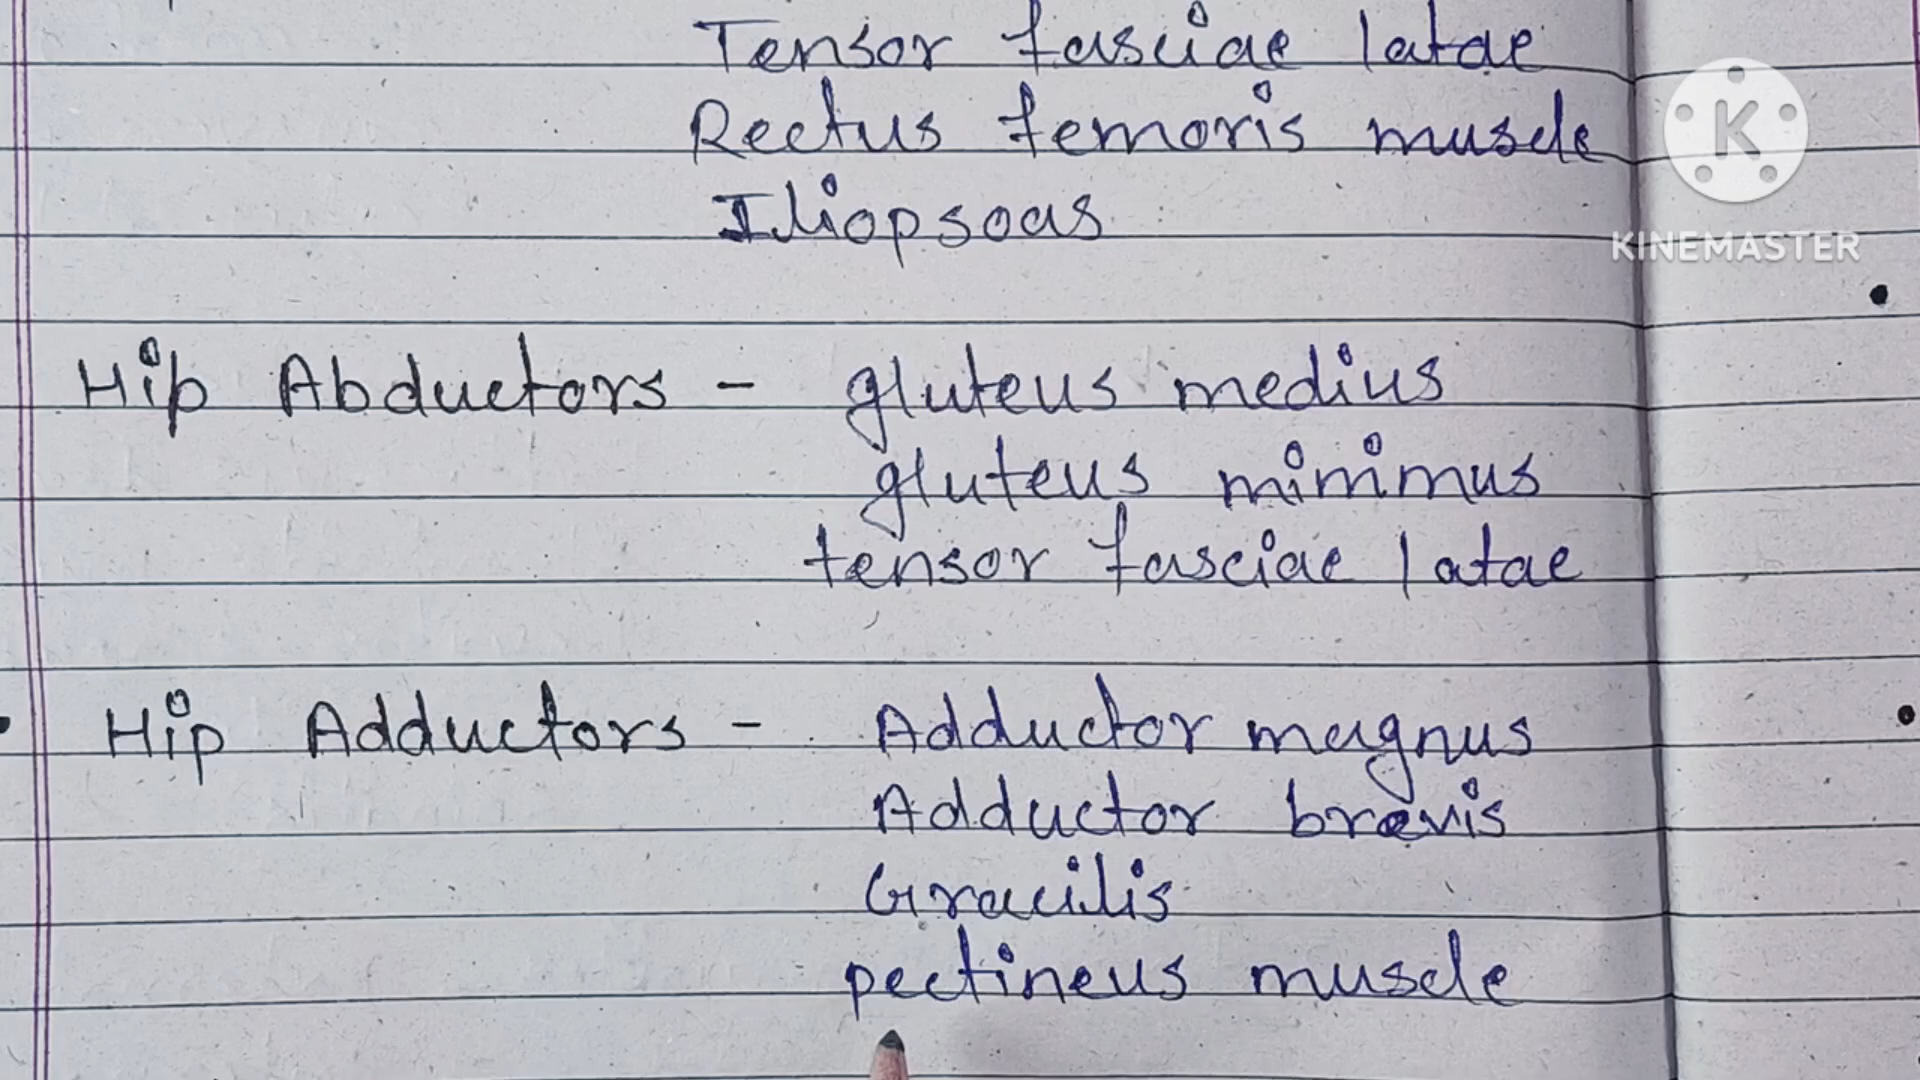 Tensor fasciae latae
Rectus femoris muscle
Iliopsoas
K
KINEMASTER
Hip Abductors - gluteus medius
gluteus minimus
tensor fasciae latae
Hip Adductors - Adductor magnus
Adductor brevis
Gracilis
pectineus muscle